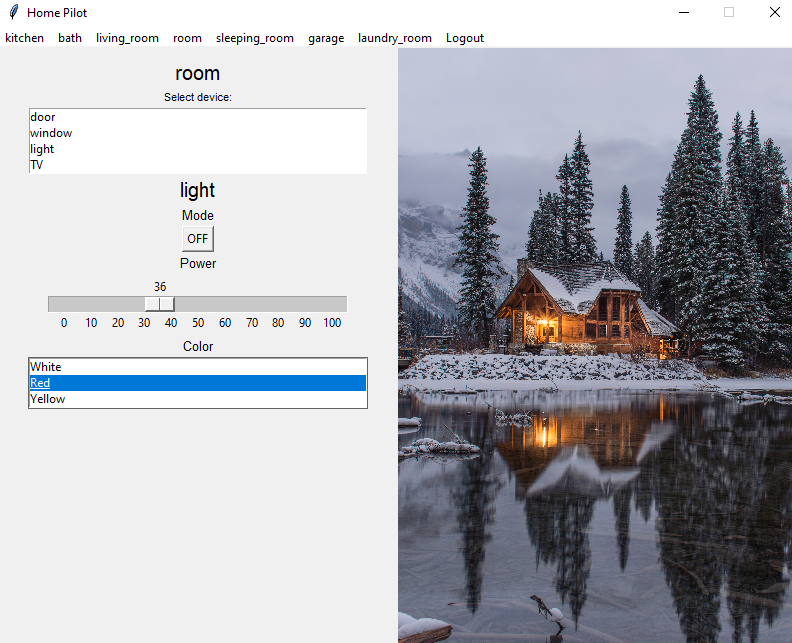 Home Pilot
kitchen bath living_room room sleeping_room garage laundry_room Logout
room
Select device:
door
window
light
TV
light
Mode
OFF
Power
36
0 10 20 30 40 50 60 70 80 90 100
Color
White
Red
Yellow